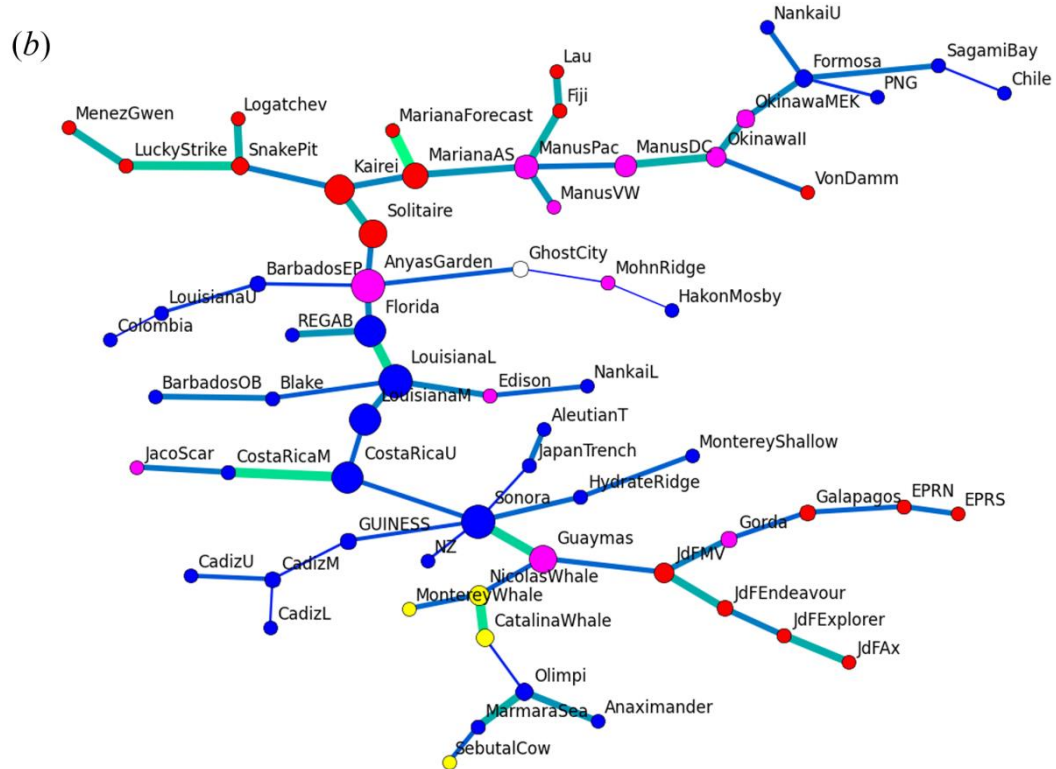 (b)
NankaiU
Lau
Formosa
SagamiBay
Fiji
PNG
Chile
MenezGwen
Logatchev
MarianaForecast
OkinawaMEK
LuckyStrike
SnakePit
Kairei
MarianaAS
ManusPac
ManusDC
OkinawaII
VonDamm
ManusVW
Solitaire
BarbadosEP
AnyasGarden
GhostCity
MohnRidge
LouisianaU
Florida
HakonMosby
Colombia
REGAB
LouisianaL
BarbadosOB
Blake
LouisianaM
Edison
NankaiL
AleutianT
JacoScar
CostaRicaM
CostaRicaU
JapanTrench
MontereyShallow
Sonora
HydrateRidge
GUINESS
Galapagos
EPRN
EPRS
NZ
Guaymas
Gorda
CadizU
CadizM
JdFMV
NicolasWhale
MontereyWhale
CadizL
CatalinaWhale
JdFEndeavour
JdFExplorer
JdFAx
Olimpi
MarmaraSea
Anaximander
SebutalCow